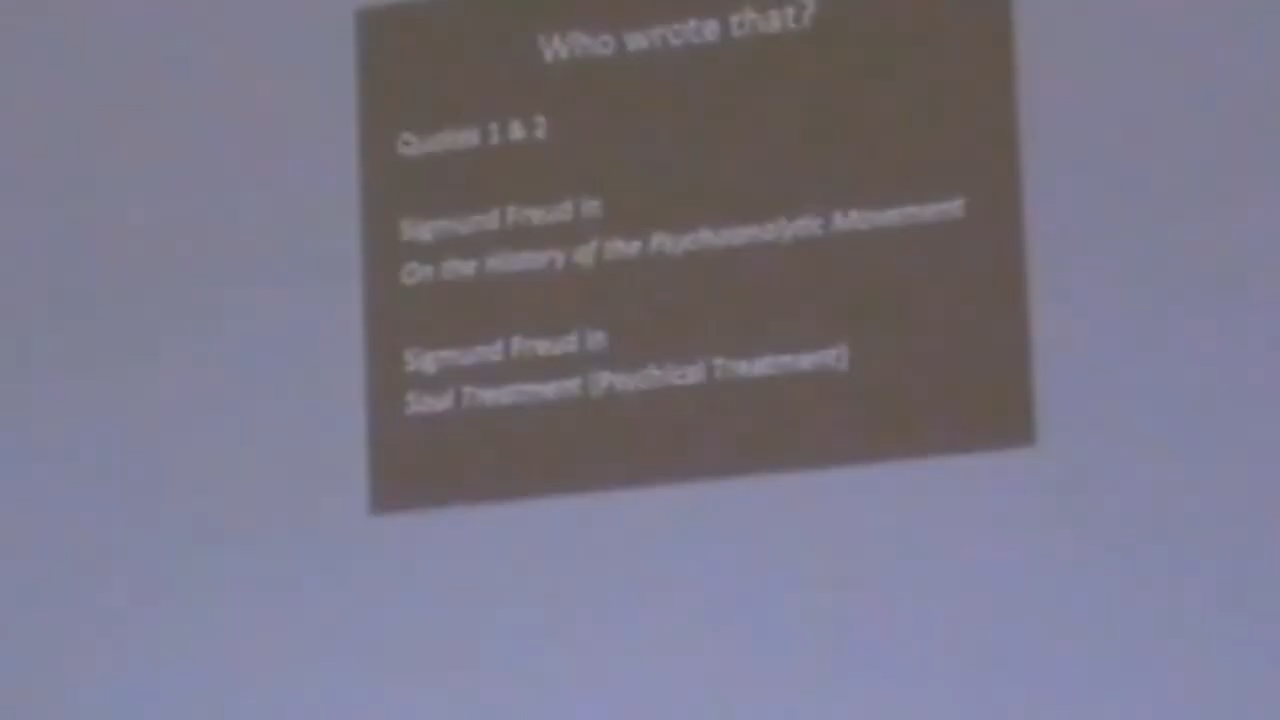 Who wrote that?
Quotes 1 & 2
Sigmund Freud in
On the History of the Psychoanalytic Movement
Sigmund Freud in
Soul Treatment (Psychical Treatment)